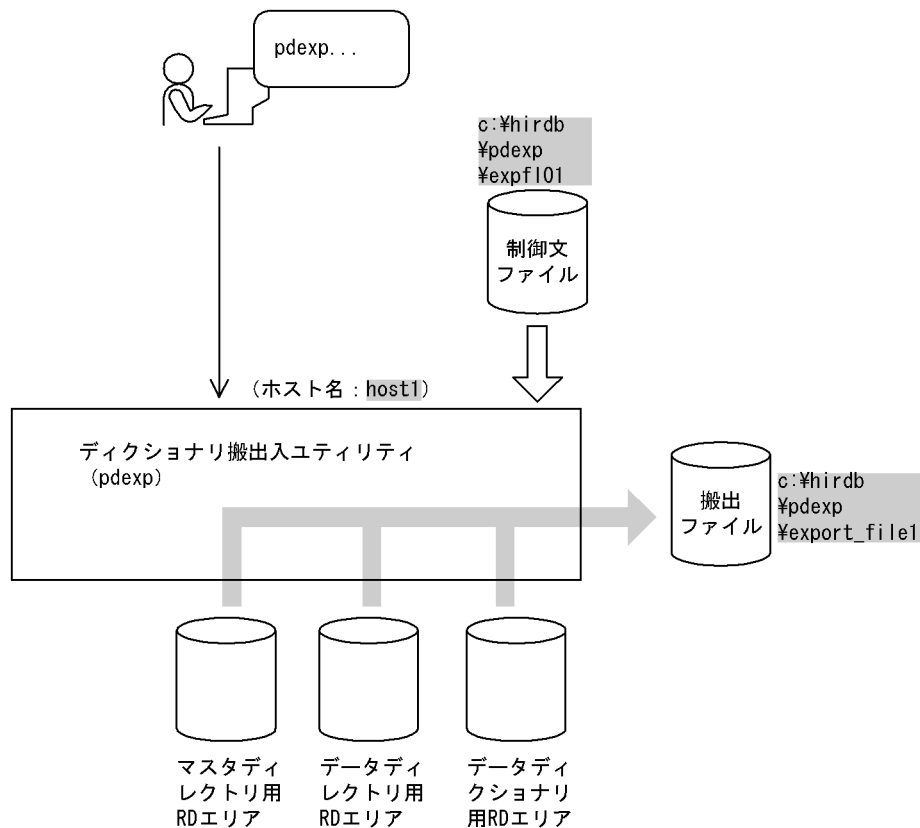 pdexp...
c:¥hirdb
¥pdexp
¥expfl01
制御文
ファイル
(ホスト名:host1)
ディクショナリ搬出入ユティリティ
(pdexp)
搬出
ファイル
c:¥hirdb
¥pdexp
¥export_file1
マスタディ
レクトリ用
RDエリア
データディ
レクトリ用
RDエリア
データディ
クショナリ
用RDエリア